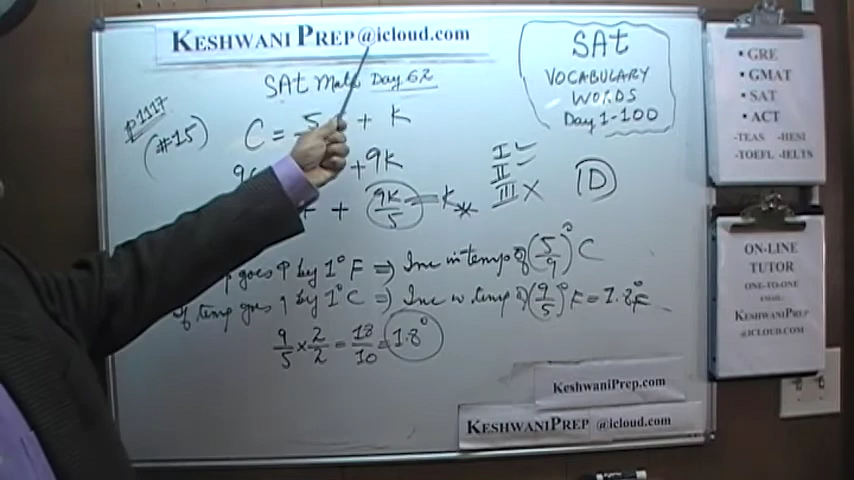 KESHWANI PREP @icloud.com
SAt Math Day 62
p1117
(#15)
C = 5 + K
9C + 9K
+ 9K/5 = K*
I ✓
II ✓
III X
D
SAt
VOCABULARY
WORDS
Day 1-100
goes ↑ by 1°F ⇒ Inc in temp of (5/9)°C
If temp goes ↑ by 1°C ⇒ Inc in temp of (9/5)°F = 1.8°F
9/5 x 2/2 = 18/10 = 1.8°
• GRE
• GMAT
• SAT
• ACT
-TEAS -HESI
-TOEFL -IELTS
ON-LINE
TUTOR
ONE-TO-ONE
EMAIL:
KESHWANIPREP
@ICLOUD.COM
KESHWANIPREP.COM
KESHWANIPREP @icloud.com